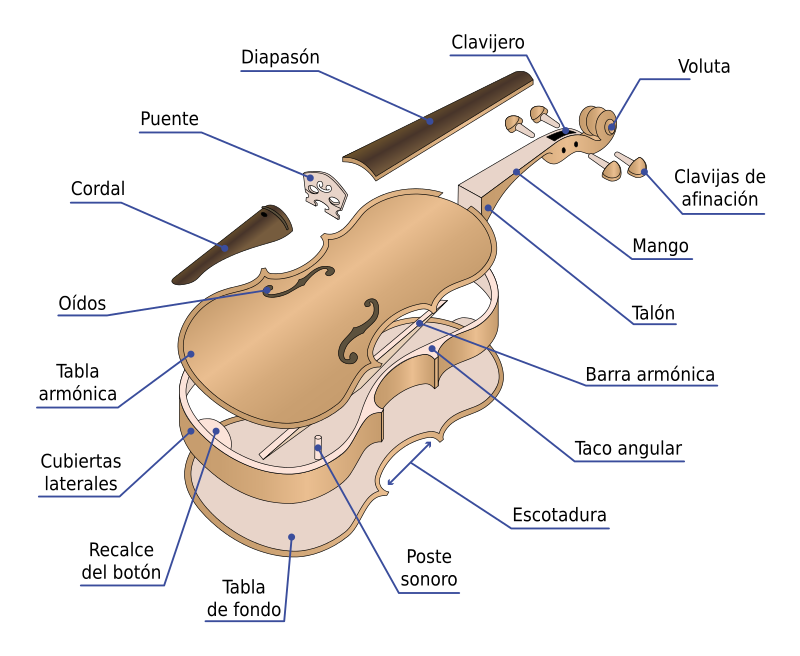 Clavijero
Diapasón
Voluta
Puente
Clavijas de
afinación
Cordal
Mango
Oídos
Talón
Tabla
armónica
Barra armónica
Taco angular
Cubiertas
laterales
Escotadura
Recalce
del botón
Poste
sonoro
Tabla
de fondo